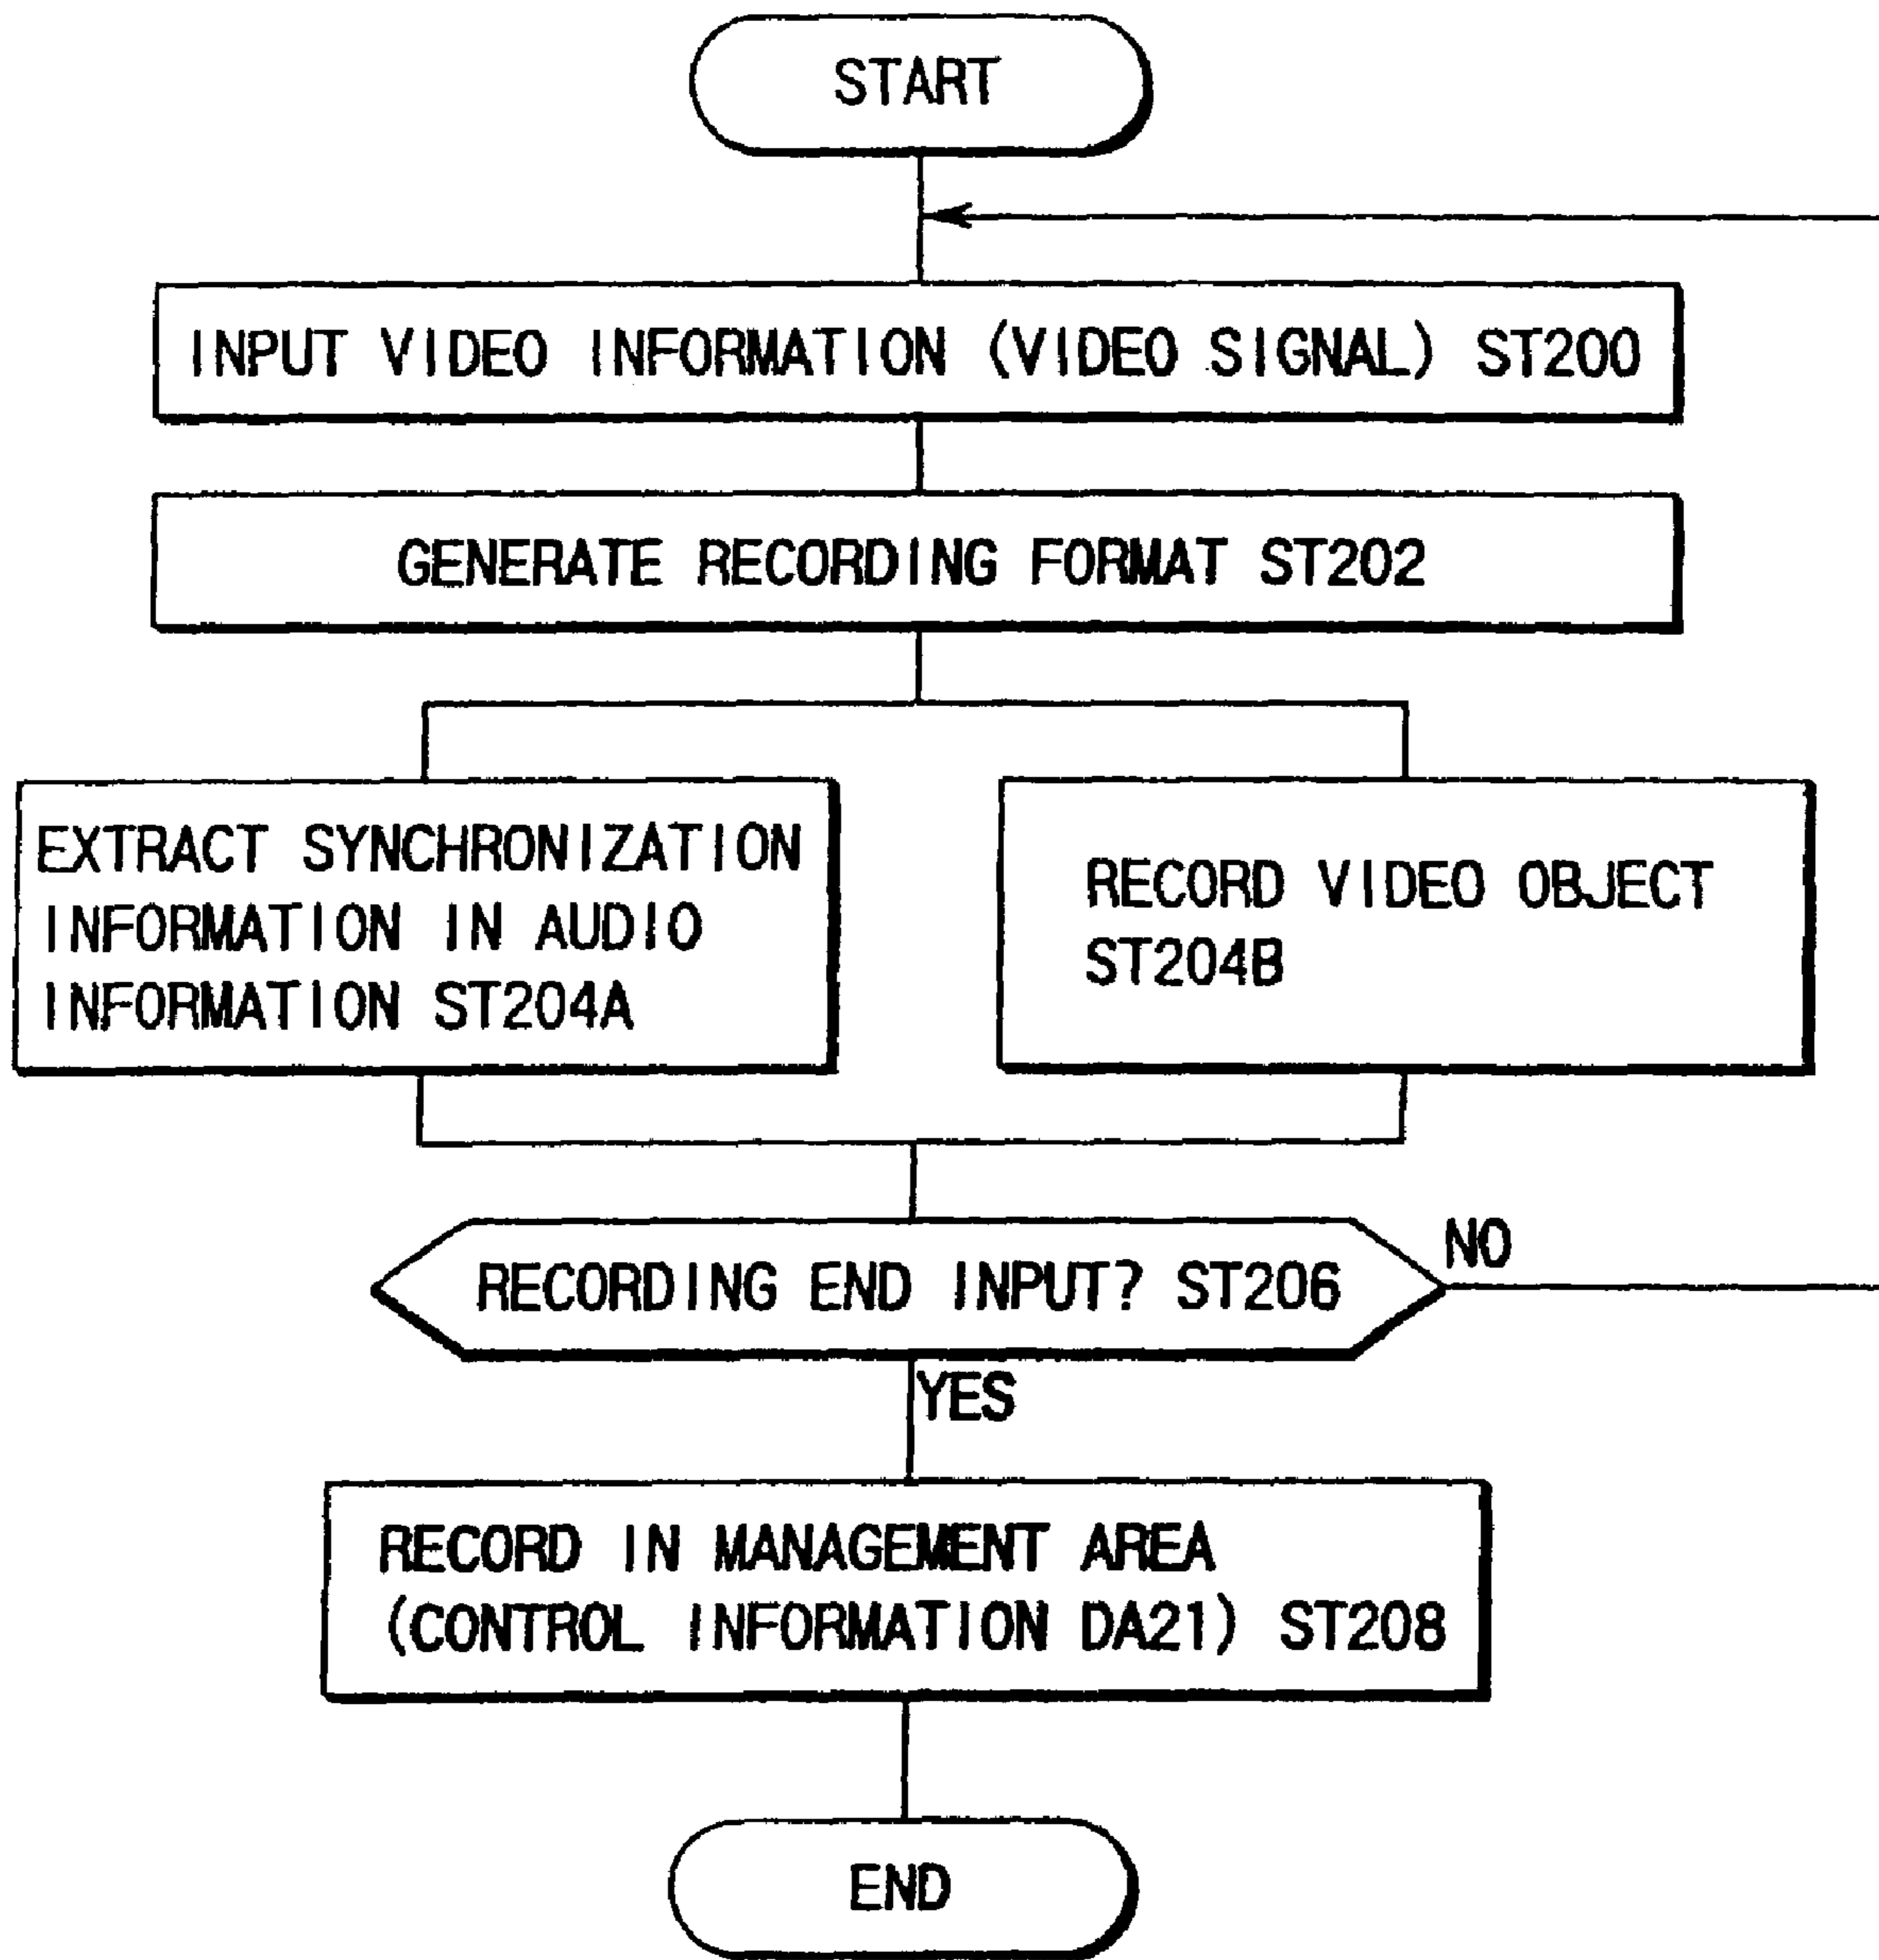 START
INPUT VIDEO INFORMATION (VIDEO SIGNAL) ST200
GENERATE RECORDING FORMAT ST202
EXTRACT SYNCHRONIZATION
INFORMATION IN AUDIO
INFORMATION ST204A
RECORD VIDEO OBJECT
ST204B
RECORDING END INPUT? ST206
NO
YES
RECORD IN MANAGEMENT AREA
(CONTROL INFORMATION DA21) ST208
END